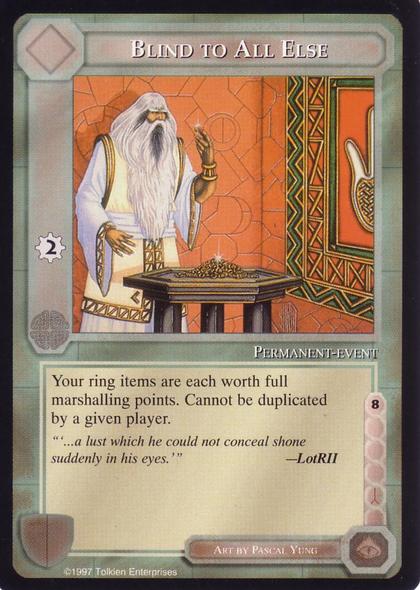 BLIND TO ALL ELSE
2
PERMANENT-EVENT
Your ring items are each worth full
marshalling points. Cannot be duplicated
by a given player.
8
“‘...a lust which he could not conceal shone
suddenly in his eyes.’” —LotRII
ART BY PASCAL YUNG
©1997 Tolkien Enterprises